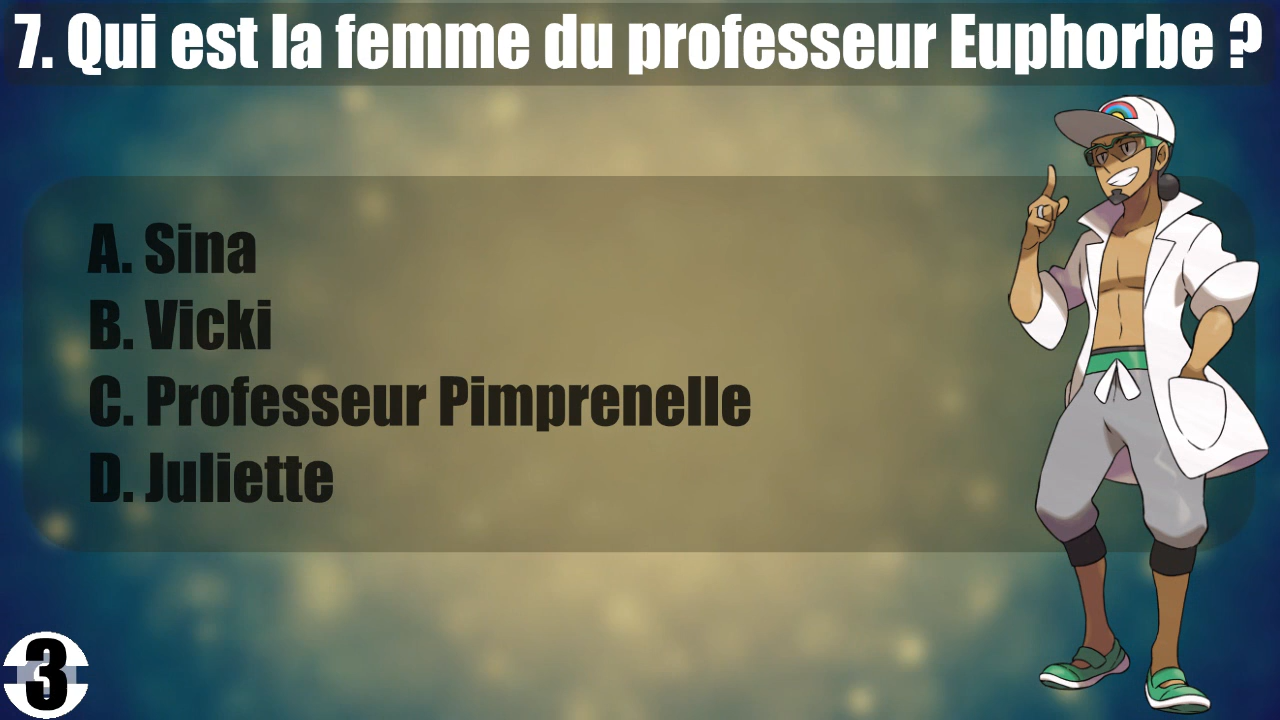 7. Qui est la femme du professeur Euphorbe ?
A. Sina
B. Vicki
C. Professeur Pimprenelle
D. Juliette
3